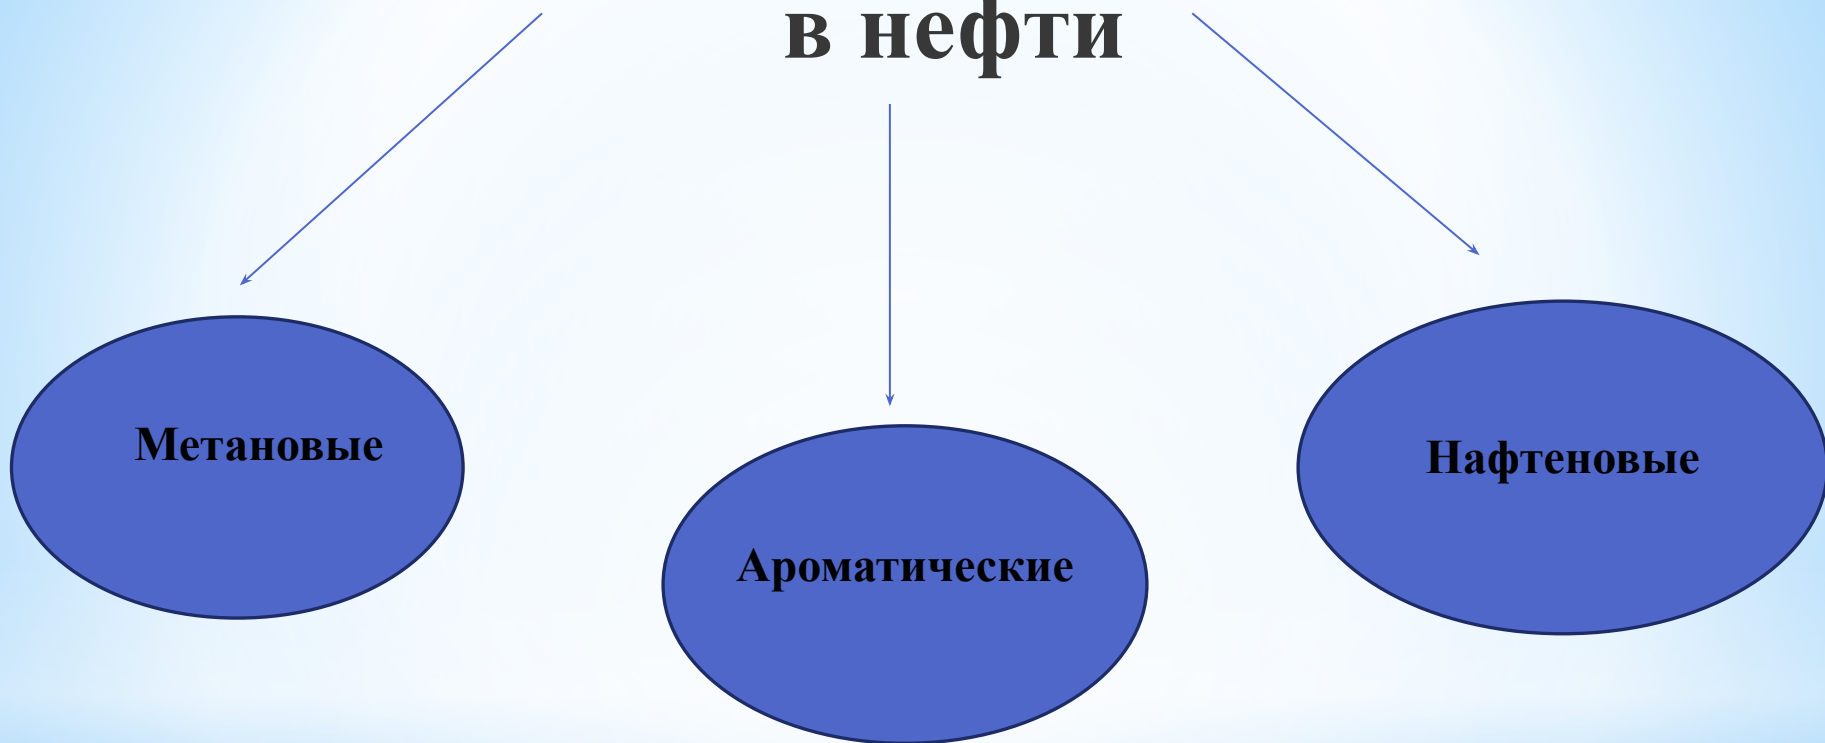 в нефти
Метановые
Ароматические
Нафтеновые